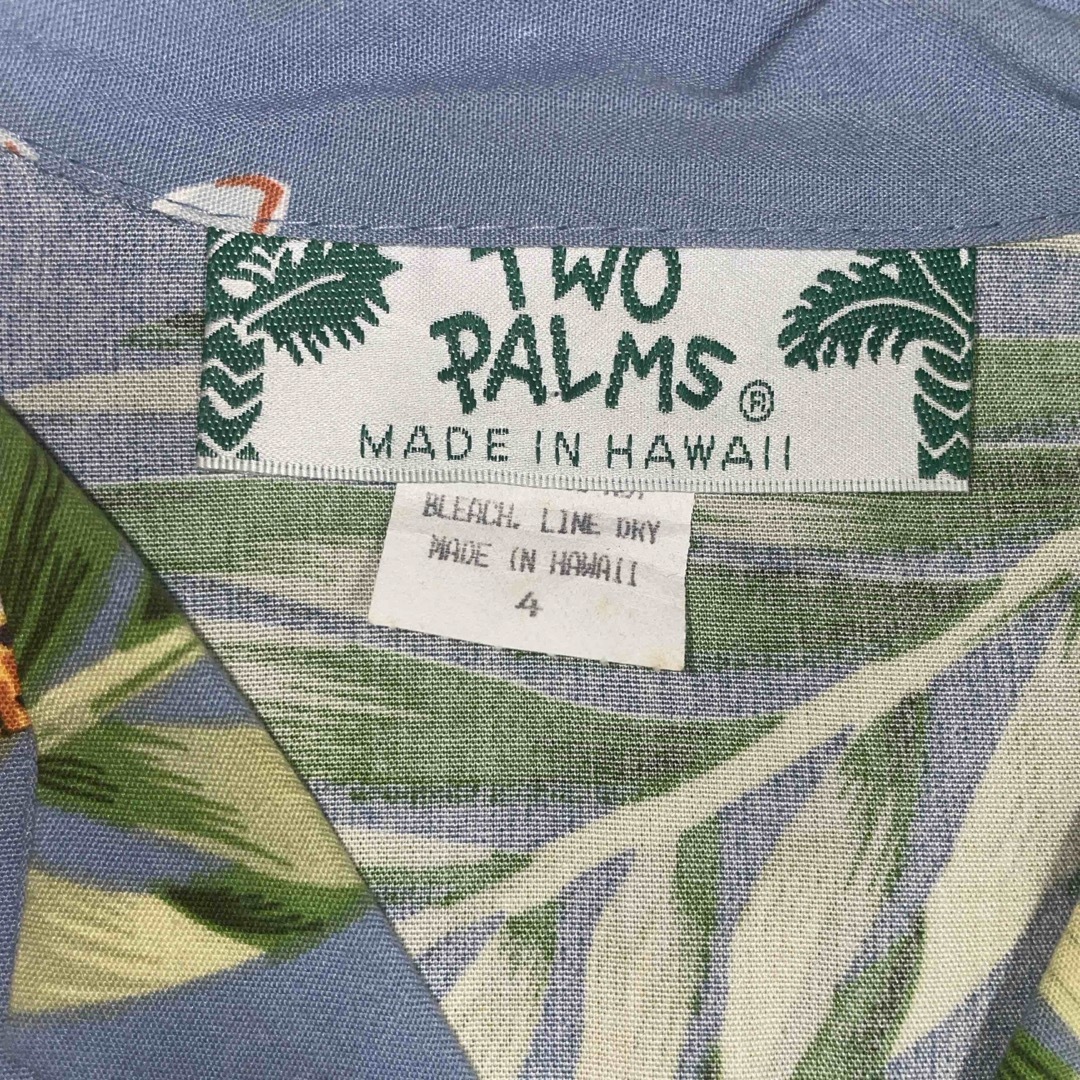 TWO
PALMS®
MADE IN HAWAII
BLEACH. LINE DRY
MADE IN HAWAII
4